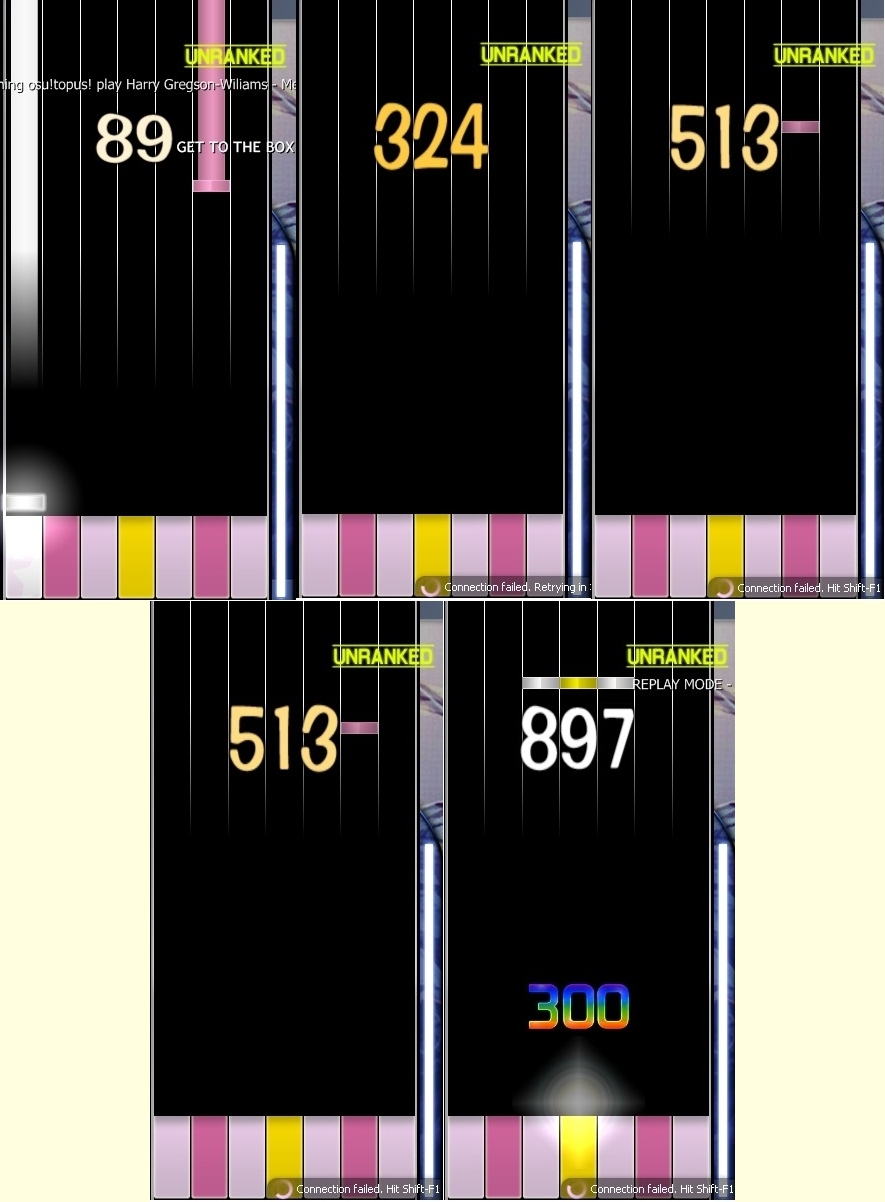 UNRANKED
ning osu!topus! play Harry Gregson-Wiliams - Me
89
GET TO THE BOX
UNRANKED
324
Connection failed. Retrying in
UNRANKED
513
Connection failed. Hit Shift-F1
UNRANKED
513
Connection failed. Hit Shift-F1
UNRANKED
REPLAY MODE -
897
300
Connection failed. Hit Shift-F1